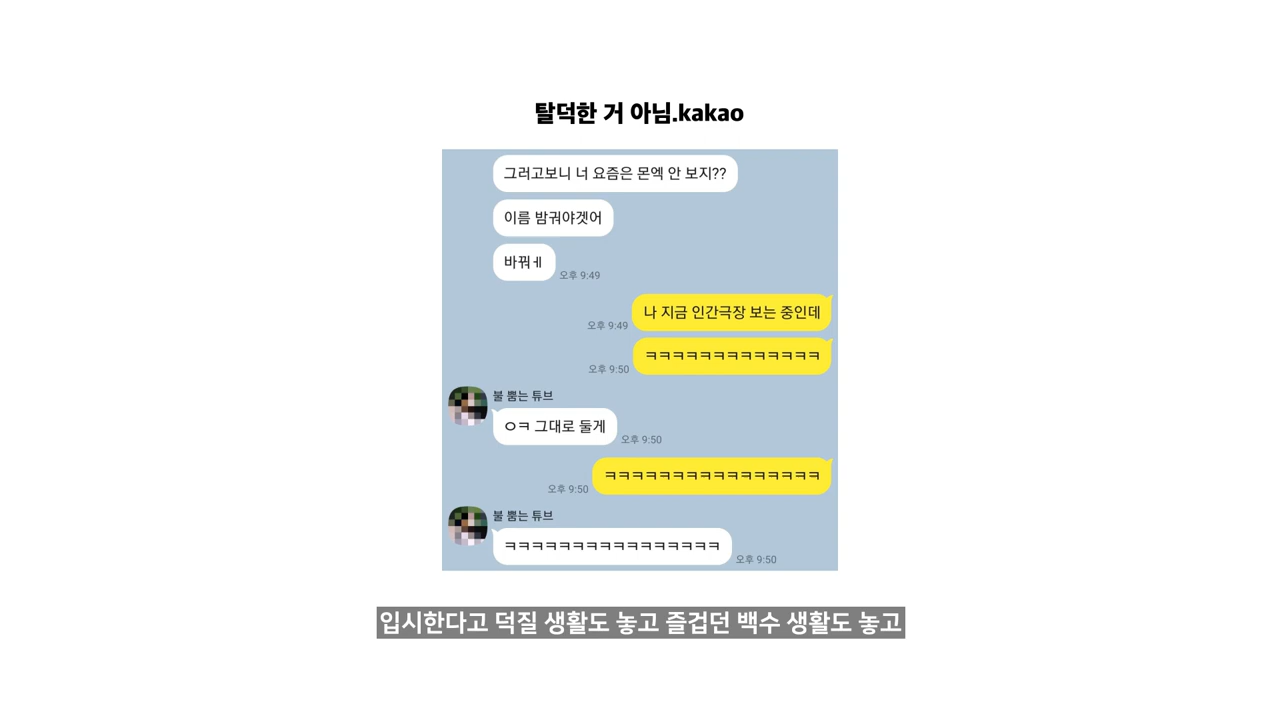 탈덕한 거 아님.kakao
그러고보니 너 요즘은 몬엑 안 보지??
이름 밤궈야겟어
바꿔ㅔ
오후 9:49
나 지금 인간극장 보는 중인데
오후 9:49
ㅋㅋㅋㅋㅋㅋㅋㅋㅋㅋㅋㅋㅋ
오후 9:50
불 뿜는 튜브
ㅇㅋ 그대로 둘게
오후 9:50
ㅋㅋㅋㅋㅋㅋㅋㅋㅋㅋㅋㅋㅋㅋㅋㅋ
오후 9:50
불 뿜는 튜브
ㅋㅋㅋㅋㅋㅋㅋㅋㅋㅋㅋㅋㅋㅋㅋㅋ
오후 9:50
입시한다고 덕질 생활도 놓고 즐겁던 백수 생활도 놓고